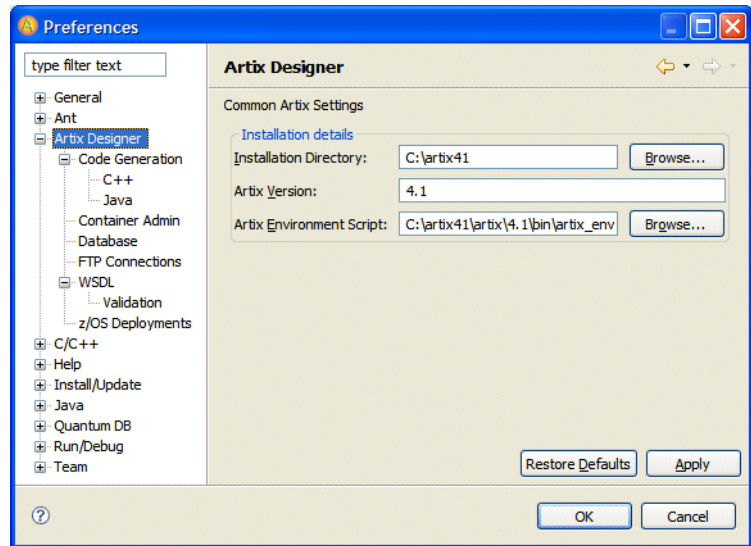 Preferences
type filter text
General
Ant
Artix Designer
Code Generation
C++
Java
Container Admin
Database
FTP Connections
WSDL
Validation
z/OS Deployments
C/C++
Help
Install/Update
Java
Quantum DB
Run/Debug
Team
Artix Designer
Common Artix Settings
Installation details
Installation Directory: C:\artix41 Browse...
Artix Version: 4.1
Artix Environment Script: C:\artix41\artix\4.1\bin\artix_env Browse...
Restore Defaults Apply
? OK Cancel